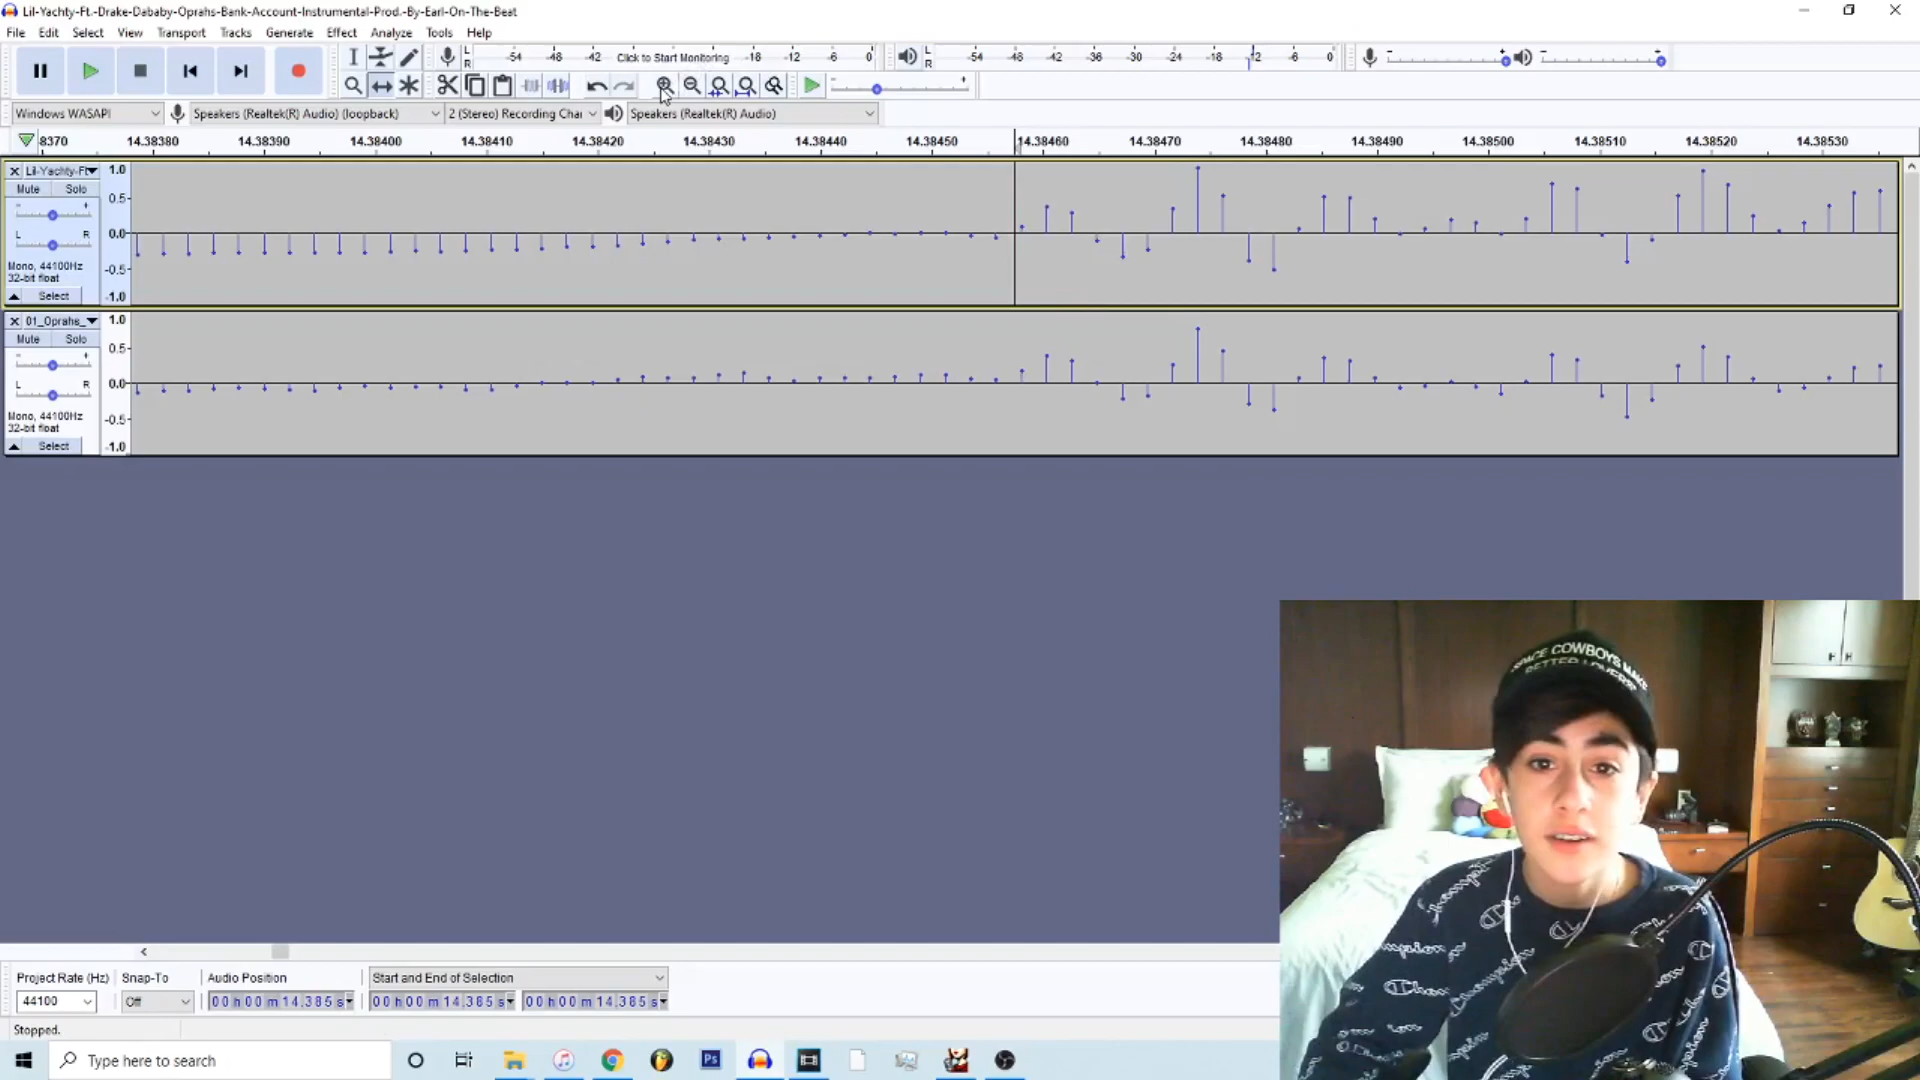 Lil-Yachty-Ft.-Drake-Dababy-Oprahs-Bank-Account-Instrumental-Prod.-By-Earl-On-The-Beat
File Edit Select View Transport Tracks Generate Effect Analyze Tools Help
L R -54 -48 -42 Click to Start Monitoring -18 -12 -6 0 L R -54 -48 -42 -36 -30 -24 -18 -12 -6 0
Windows WASAPI Speakers (Realtek(R) Audio) (loopback) 2 (Stereo) Recording Char Speakers (Realtek(R) Audio)
8370 14.38380 14.38390 14.38400 14.38410 14.38420 14.38430 14.38440 14.38450 14.38460 14.38470 14.38480 14.38490 14.38500 14.38510 14.38520 14.38530
Lil-Yachty-Ft 1.0
Mute Solo 0.5
L R 0.0
Mono, 44100Hz -0.5
32-bit float
Select -1.0
01_Oprahs_ 1.0
Mute Solo 0.5
L R 0.0
Mono, 44100Hz -0.5
32-bit float
Select -1.0
SPACE COWBOYS MAKE
BETTER LOVERS
Champion
Project Rate (Hz) Snap-To Audio Position Start and End of Selection
44100 Off 00 h 00 m 14.385 s 00 h 00 m 14.385 s 00 h 00 m 14.385 s
Stopped.
Type here to search Ps